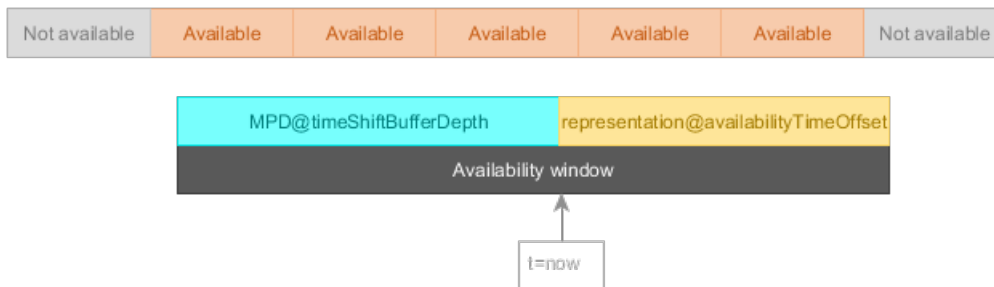 Not available Available Available Available Available Available Not available
MPD@timeShiftBufferDepth representation@availabilityTimeOffset
Availability window
t=now